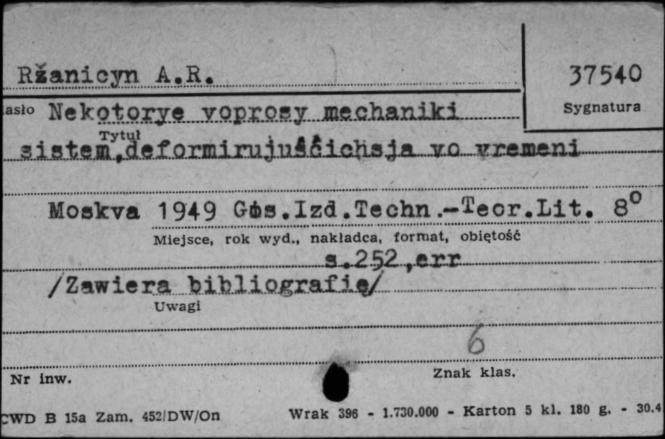 Ržanicyn A.R.
37540
Sygnatura
Nekotorye voprosy mechaniki
Tytuł
sistem,deformirujuščichsja vo vremeni
Moskva 1949 Gos.Izd.Techn.-Teor.Lit. 8°
Miejsce, rok wyd., nakładca, format, objętość
s.252,err
/Zawiera bibliografię/
Uwagi
6
Nr inw.
Znak klas.
CWD B 15a Zam. 452/DW/On Wrak 396 - 1.730.000 - Karton 5 kl. 180 g. - 30.4